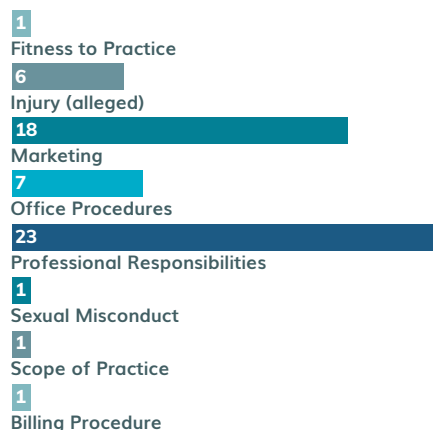 1
Fitness to Practice
6
Injury (alleged)
18
Marketing
7
Office Procedures
23
Professional Responsibilities
1
Sexual Misconduct
1
Scope of Practice
1
Billing Procedure